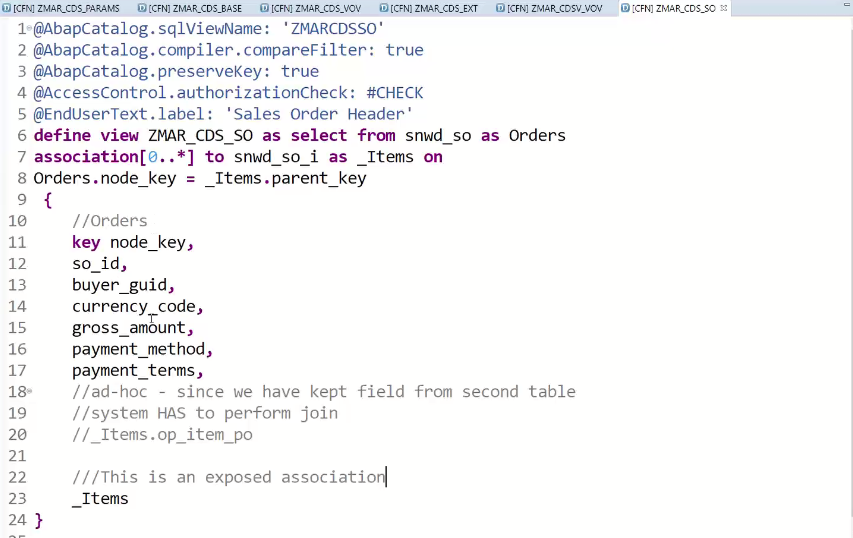 [CFN] ZMAR_CDS_PARAMS [CFN] ZMAR_CDS_BASE [CFN] ZMAR_CDS_VOV [CFN] ZMAR_CDS_EXT [CFN] ZMAR_CDSV_VOV [CFN] ZMAR_CDS_SO
1 @AbapCatalog.sqlViewName: 'ZMARCDSSO'
2 @AbapCatalog.compiler.compareFilter: true
3 @AbapCatalog.preserveKey: true
4 @AccessControl.authorizationCheck: #CHECK
5 @EndUserText.label: 'Sales Order Header'
6 define view ZMAR_CDS_SO as select from snwd_so as Orders
7 association[0..*] to snwd_so_i as _Items on
8 Orders.node_key = _Items.parent_key
9 {
10 //Orders
11 key node_key,
12 so_id,
13 buyer_guid,
14 currency_code,
15 gross_amount,
16 payment_method,
17 payment_terms,
18 //ad-hoc - since we have kept field from second table
19 //system HAS to perform join
20 //_Items.op_item_po
21
22 ///This is an exposed association
23 _Items
24 }